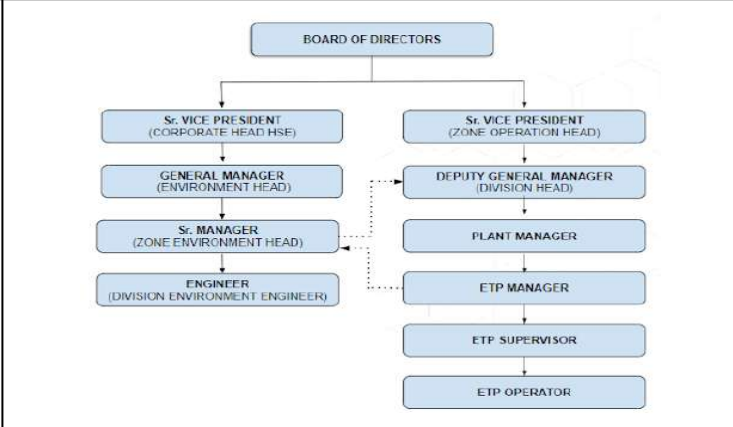 BOARD OF DIRECTORS
Sr. VICE PRESIDENT
(CORPORATE HEAD HSE)
Sr. VICE PRESIDENT
(ZONE OPERATION HEAD)
GENERAL MANAGER
(ENVIRONMENT HEAD)
DEPUTY GENERAL MANAGER
(DIVISION HEAD)
Sr. MANAGER
(ZONE ENVIRONMENT HEAD)
PLANT MANAGER
ENGINEER
(DIVISION ENVIRONMENT ENGINEER)
ETP MANAGER
ETP SUPERVISOR
ETP OPERATOR